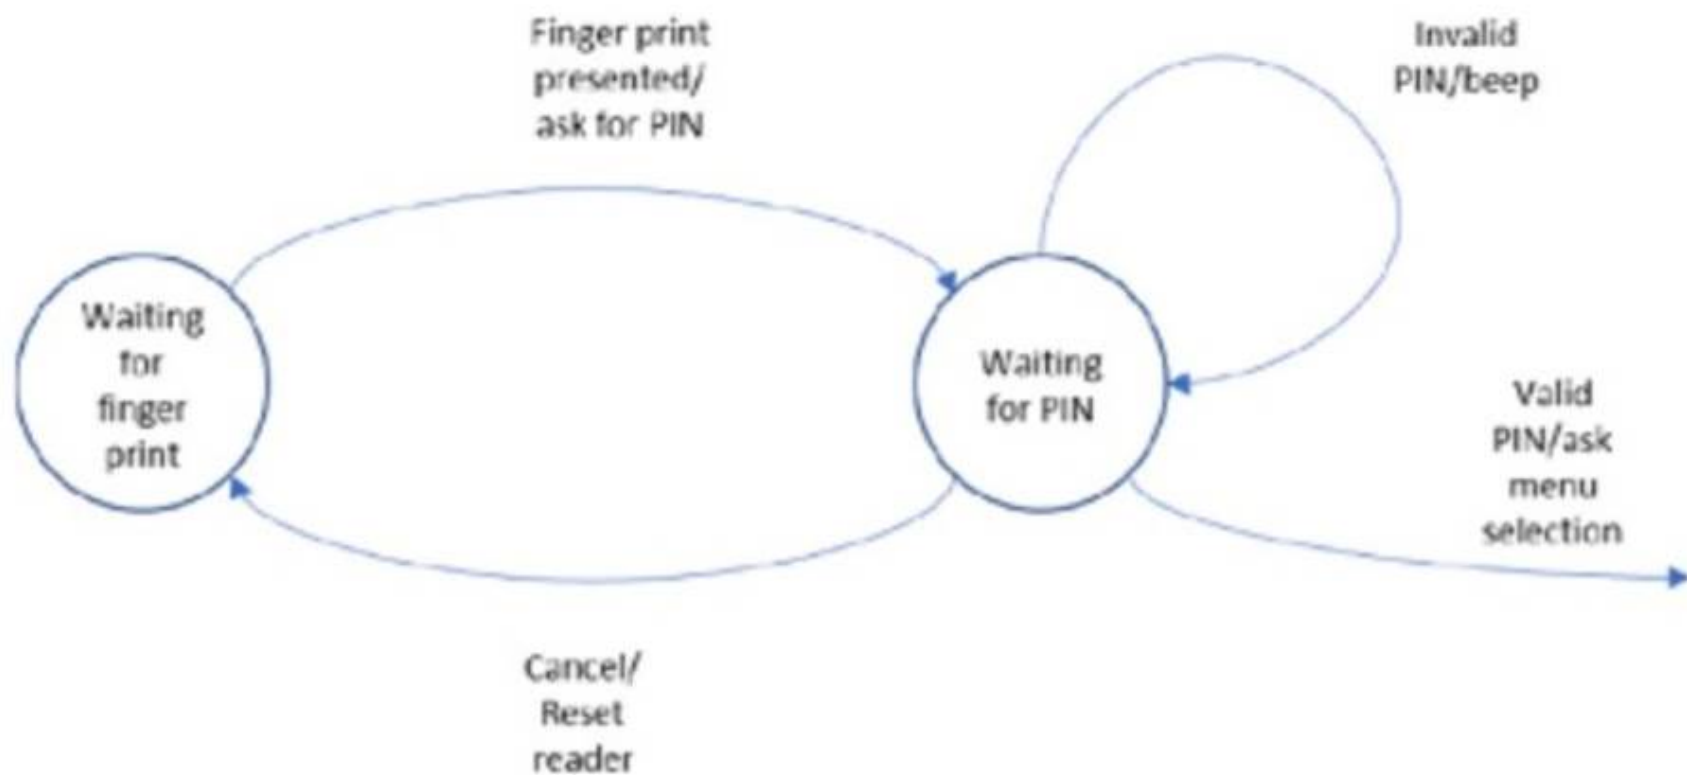 Finger print
presented/
ask for PIN
Invalid
PIN/beep
Waiting
for
finger
print
Waiting
for PIN
Valid
PIN/ask
menu
selection
Cancel/
Reset
reader